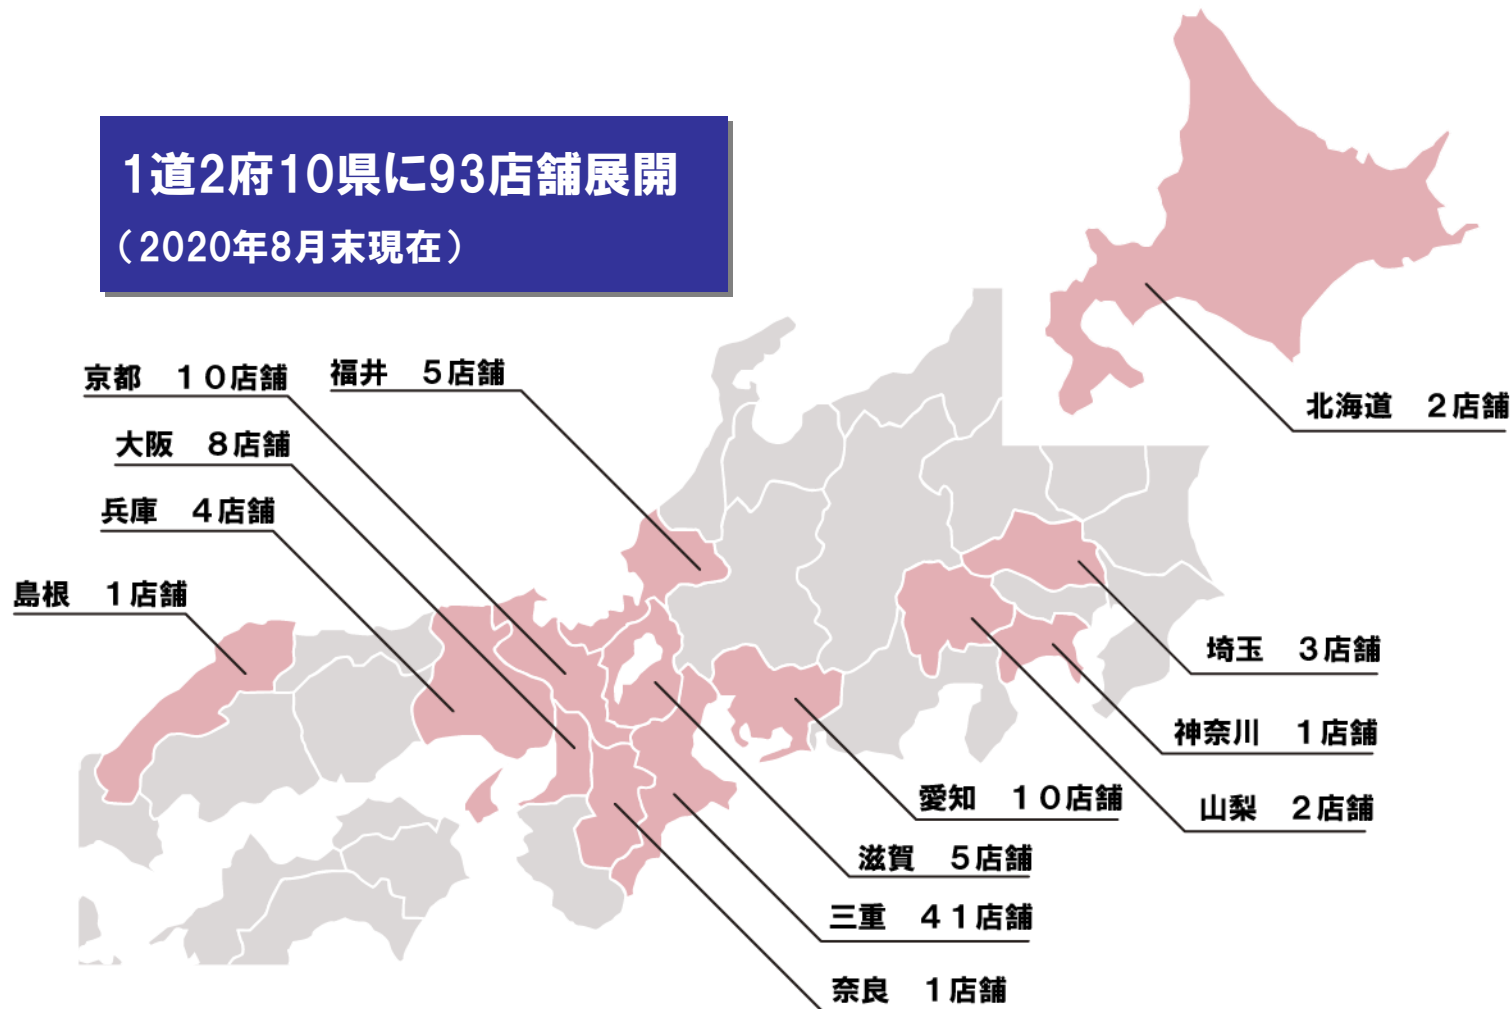 1道2府10県に93店舗展開
（2020年8月末現在）
京都　１０店舗
福井　５店舗
大阪　８店舗
兵庫　４店舗
島根　１店舗
北海道　２店舗
埼玉　３店舗
神奈川　１店舗
愛知　１０店舗
山梨　２店舗
滋賀　５店舗
三重　４１店舗
奈良　１店舗